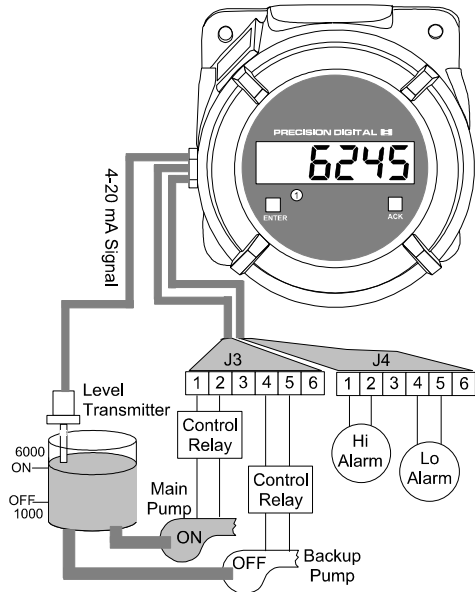 PRECISION DIGITAL
6245
1
ENTER
ACK
4-20 mA Signal
J3
J4
1 2 3 4 5 6
1 2 3 4 5 6
Level
Transmitter
6000
ON
OFF
1000
Control
Relay
Control
Relay
Hi
Alarm
Lo
Alarm
Main
Pump
ON
OFF
Backup
Pump